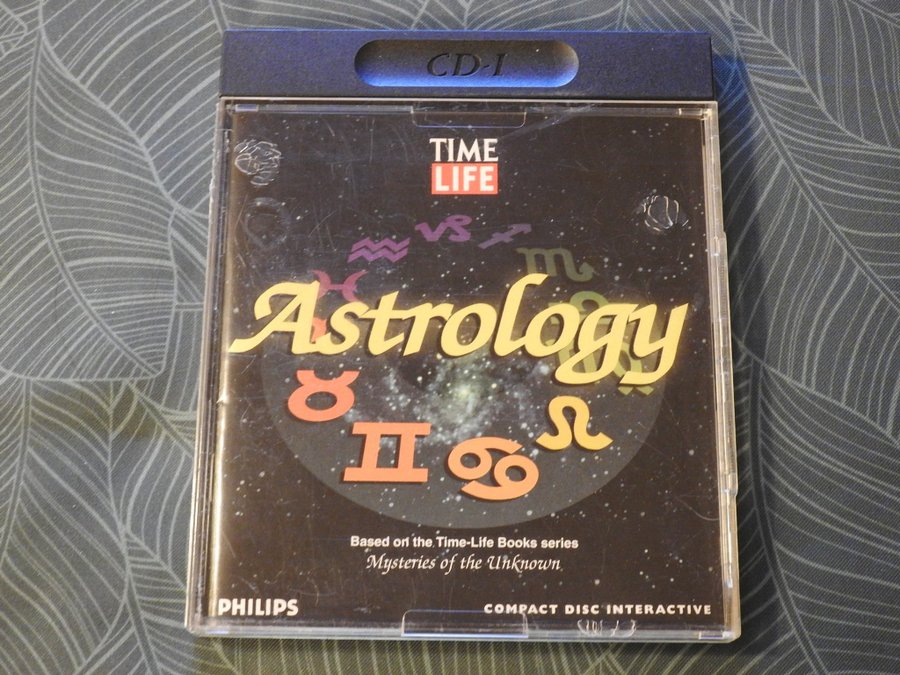 CD-I
TIME
LIFE
Astrology
Based on the Time-Life Books series
Mysteries of the Unknown
PHILIPS
COMPACT DISC INTERACTIVE